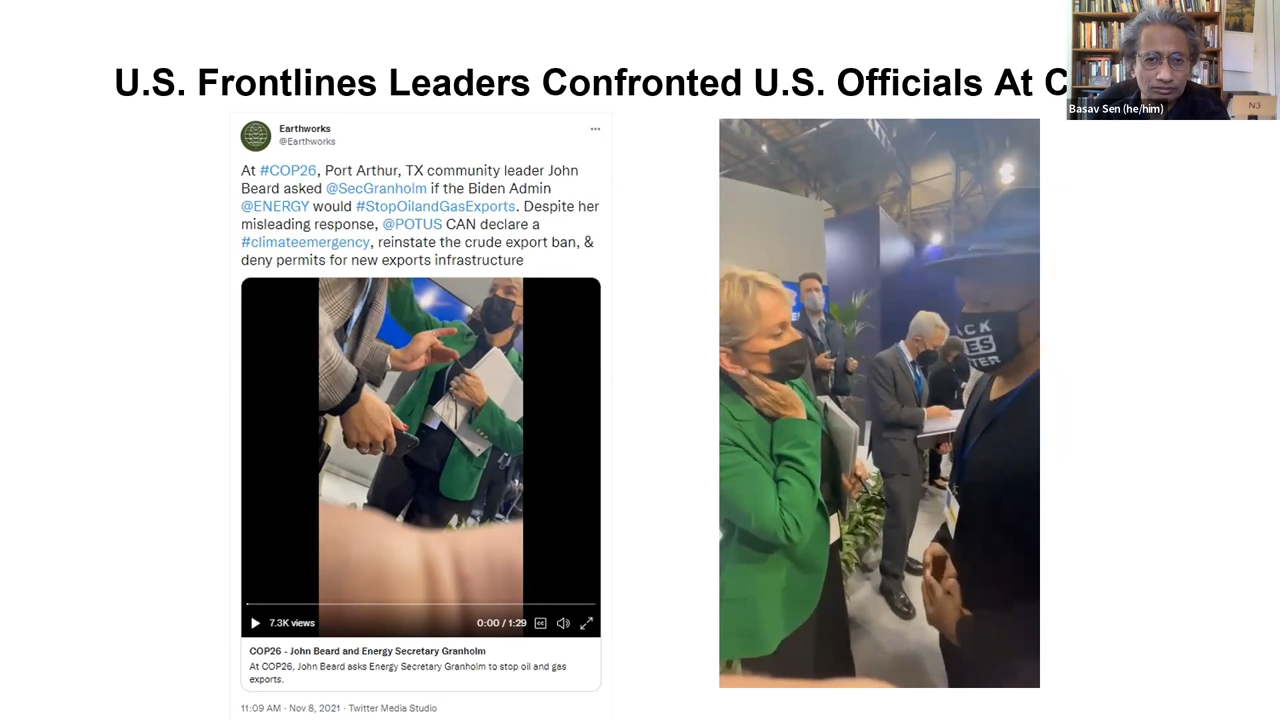 U.S. Frontlines Leaders Confronted U.S. Officials At C
Basav Sen (he/him)
N3
Earthworks
@Earthworks
At #COP26, Port Arthur, TX community leader John
Beard asked @SecGranholm if the Biden Admin
@ENERGY would #StopOilandGasExports. Despite her
misleading response, @POTUS CAN declare a
#climateemergency, reinstate the crude export ban, &
deny permits for new exports infrastructure
7.3K views
0:00 / 1:29
COP26 - John Beard and Energy Secretary Granholm
At COP26, John Beard asks Energy Secretary Granholm to stop oil and gas
exports.
11:09 AM · Nov 8, 2021 · Twitter Media Studio
ACK
ES
TER